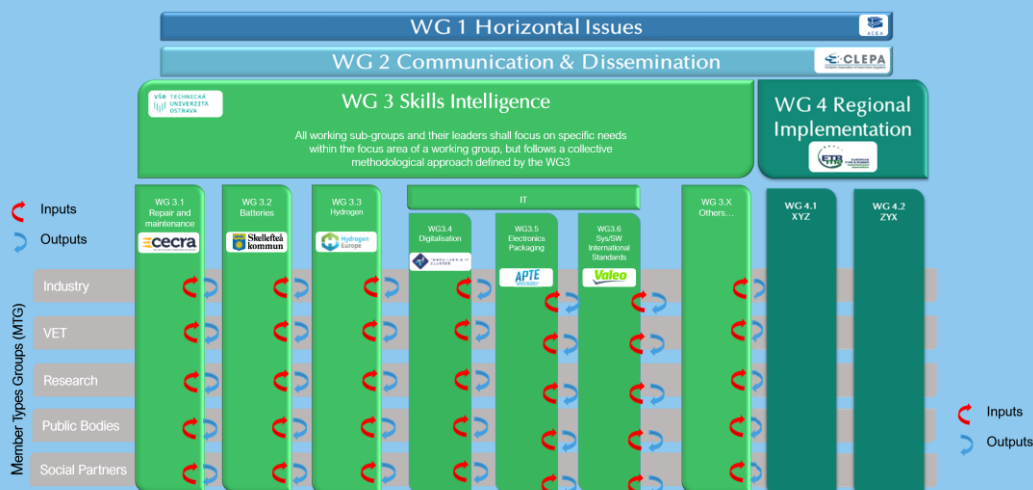 WG 1 Horizontal Issues
ACEA
WG 2 Communication & Dissemination
CLEPA
VSB TECHNICKÁ
UNIVERZITA
OSTRAVA
WG 3 Skills Intelligence
All working sub-groups and their leaders shall focus on specific needs
within the focus area of a working group, but follows a collective
methodological approach defined by the WG3
WG 4 Regional
Implementation
ETRma
Inputs
Outputs
WG 3.1
Repair and
maintenance
cecra
WG 3.2
Batteries
Skellefteå
kommun
WG 3.3
Hydrogen
Hydrogen
Europe
IT
WG3.4
Digitalisation
WG3.5
Electronics
Packaging
APTE
WG3.6
Sys/SW
International
Standards
Valeo
WG 3.X
Others...
WG 4.1
XYZ
WG 4.2
ZYX
Member Types Groups (MTG)
Industry
VET
Research
Public Bodies
Social Partners
Inputs
Outputs